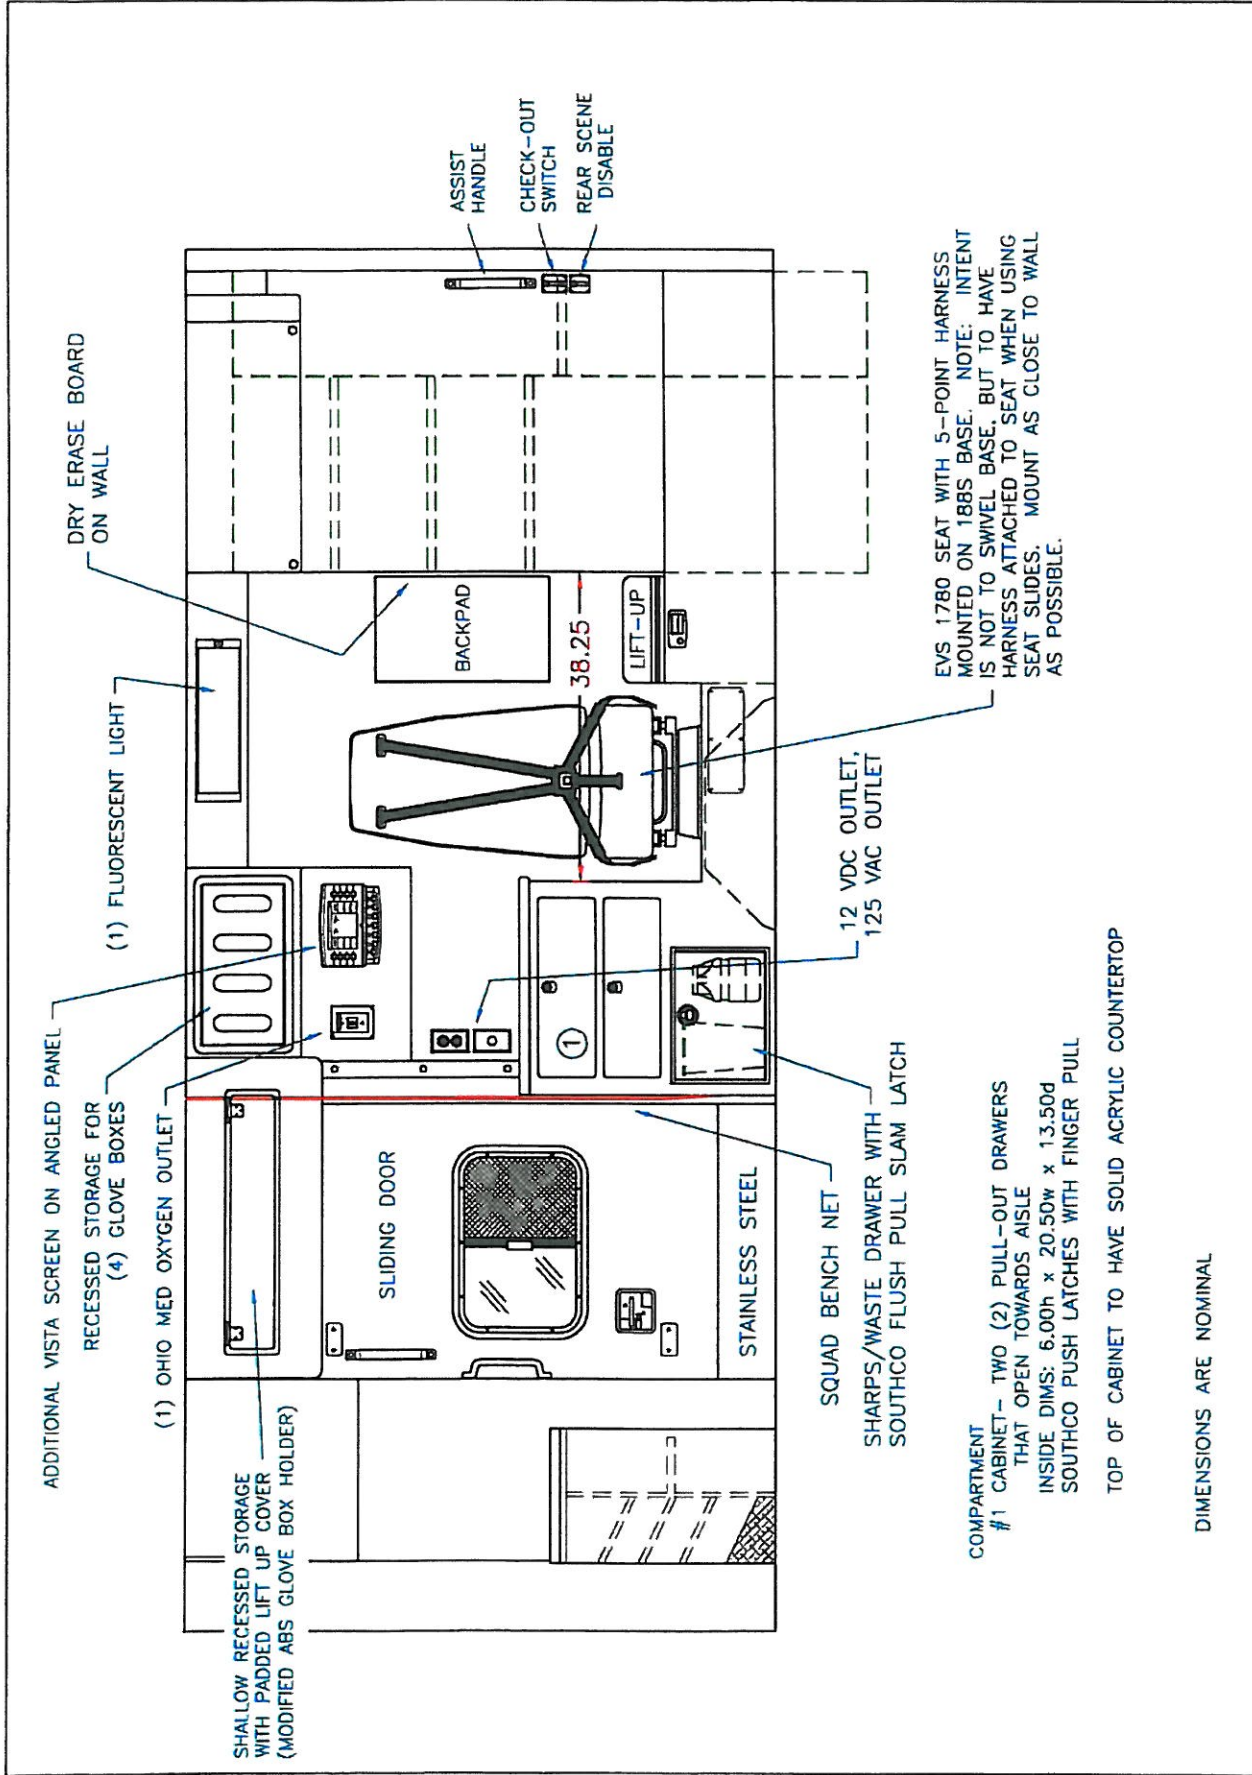 ADDITIONAL VISTA SCREEN ON ANGLED PANEL
RECESSED STORAGE FOR
(4) GLOVE BOXES
(1) OHIO MED OXYGEN OUTLET
SHALLOW RECESSED STORAGE
WITH PADDED LIFT UP COVER
(MODIFIED ABS GLOVE BOX HOLDER)
(1) FLUORESCENT LIGHT
DRY ERASE BOARD
ON WALL
ASSIST
HANDLE
CHECK-OUT
SWITCH
REAR SCENE
DISABLE
SLIDING DOOR
STAINLESS STEEL
BACKPAD
38.25
LIFT-UP
1
12 VDC OUTLET,
125 VAC OUTLET
EVS 1780 SEAT WITH 5-POINT HARNESS
MOUNTED ON 188S BASE. NOTE: INTENT
IS NOT TO SWIVEL BASE, BUT TO HAVE
HARNESS ATTACHED TO SEAT WHEN USING
SEAT SLIDES. MOUNT AS CLOSE TO WALL
AS POSSIBLE.
SQUAD BENCH NET
SHARPS/WASTE DRAWER WITH
SOUTHCO FLUSH PULL SLAM LATCH
COMPARTMENT
#1 CABINET- TWO (2) PULL-OUT DRAWERS
THAT OPEN TOWARDS AISLE
INSIDE DIMS: 6.00h x 20.50w x 13.50d
SOUTHCO PUSH LATCHES WITH FINGER PULL
TOP OF CABINET TO HAVE SOLID ACRYLIC COUNTERTOP
DIMENSIONS ARE NOMINAL